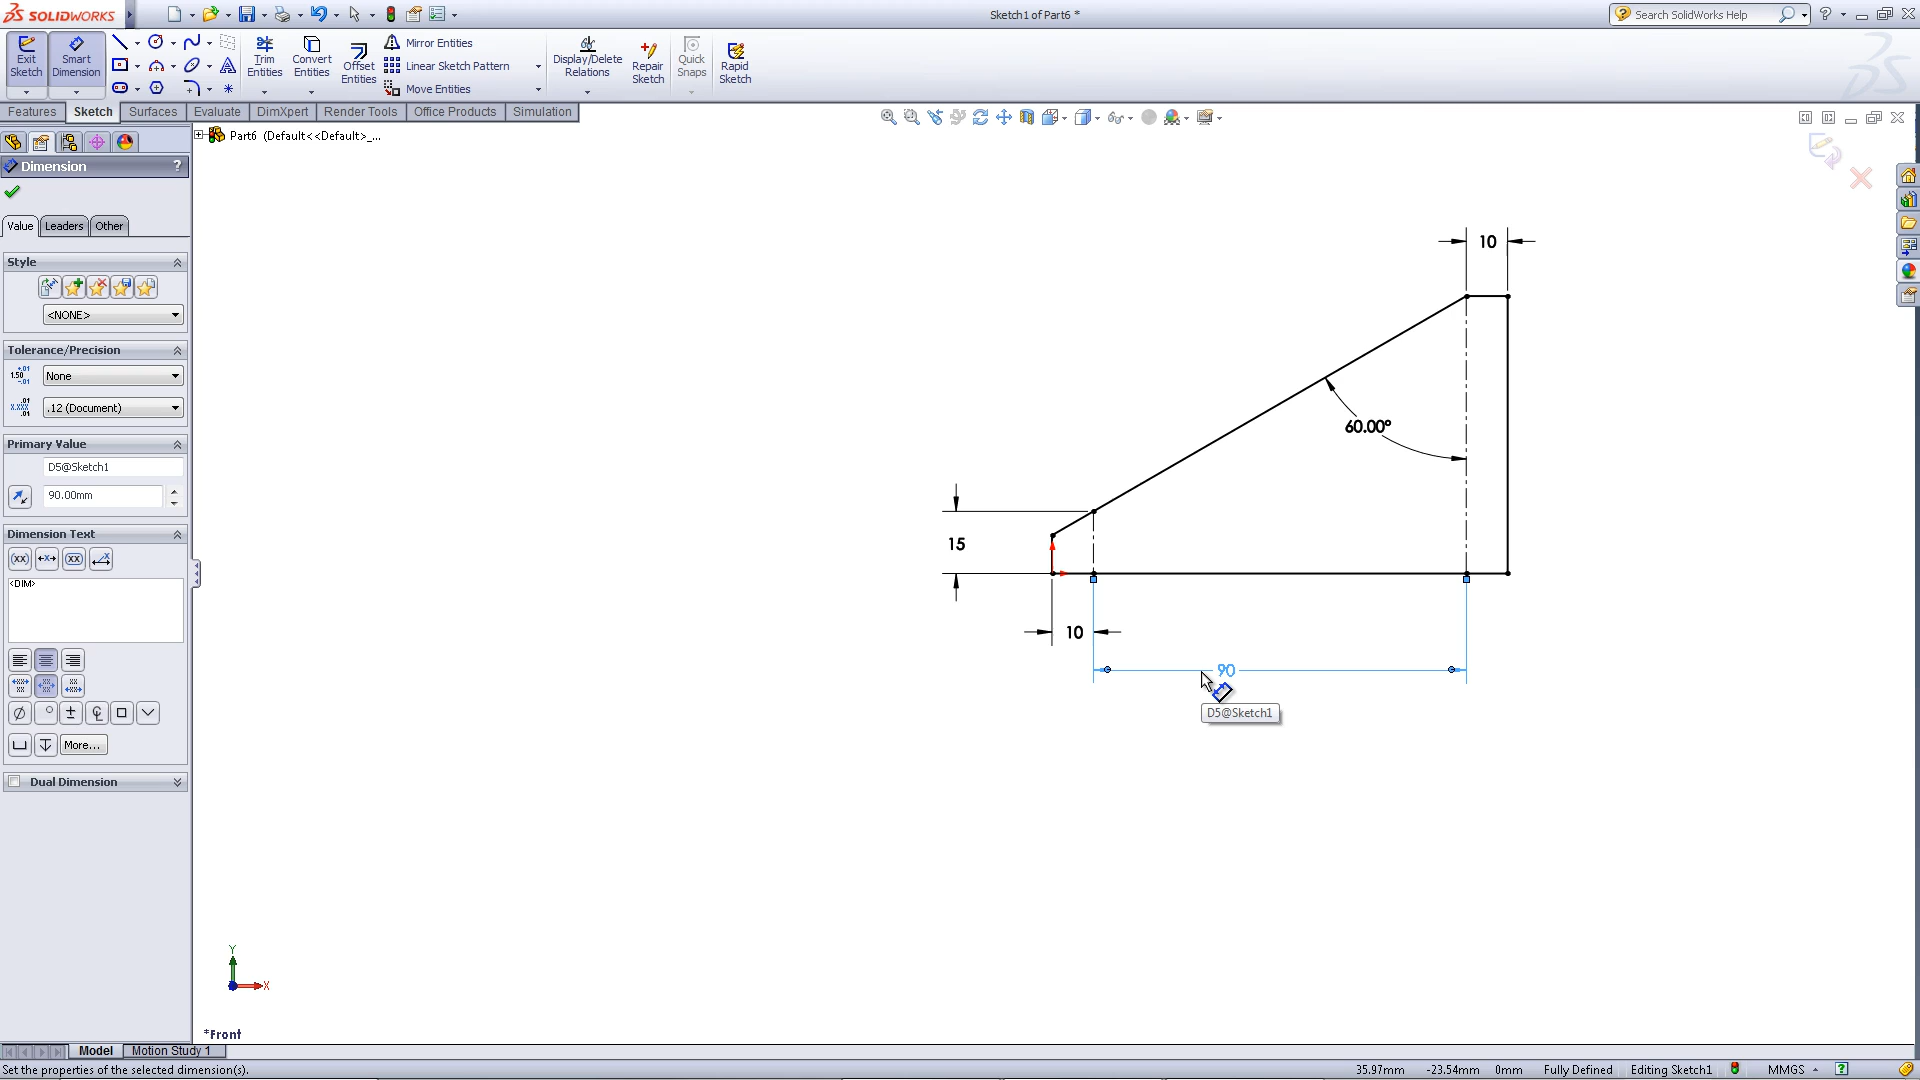 SOLIDWORKS
Sketch1 of Part6 *
Search SolidWorks Help
Exit Sketch
Smart Dimension
Trim Entities
Convert Entities
Offset Entities
Mirror Entities
Linear Sketch Pattern
Move Entities
Display/Delete Relations
Repair Sketch
Quick Snaps
Rapid Sketch
Features
Sketch
Surfaces
Evaluate
DimXpert
Render Tools
Office Products
Simulation
Part6 (Default<<Default>_...
Dimension
?
Value
Leaders
Other
Style
<NONE>
Tolerance/Precision
None
.12 (Document)
Primary Value
D5@Sketch1
90.00mm
Dimension Text
<DIM>
More...
Dual Dimension
10
60.00°
15
10
90
D5@Sketch1
Y
X
*Front
Model
Motion Study 1
Set the properties of the selected dimension(s).
35.97mm
-23.54mm
0mm
Fully Defined
Editing Sketch1
MMGS